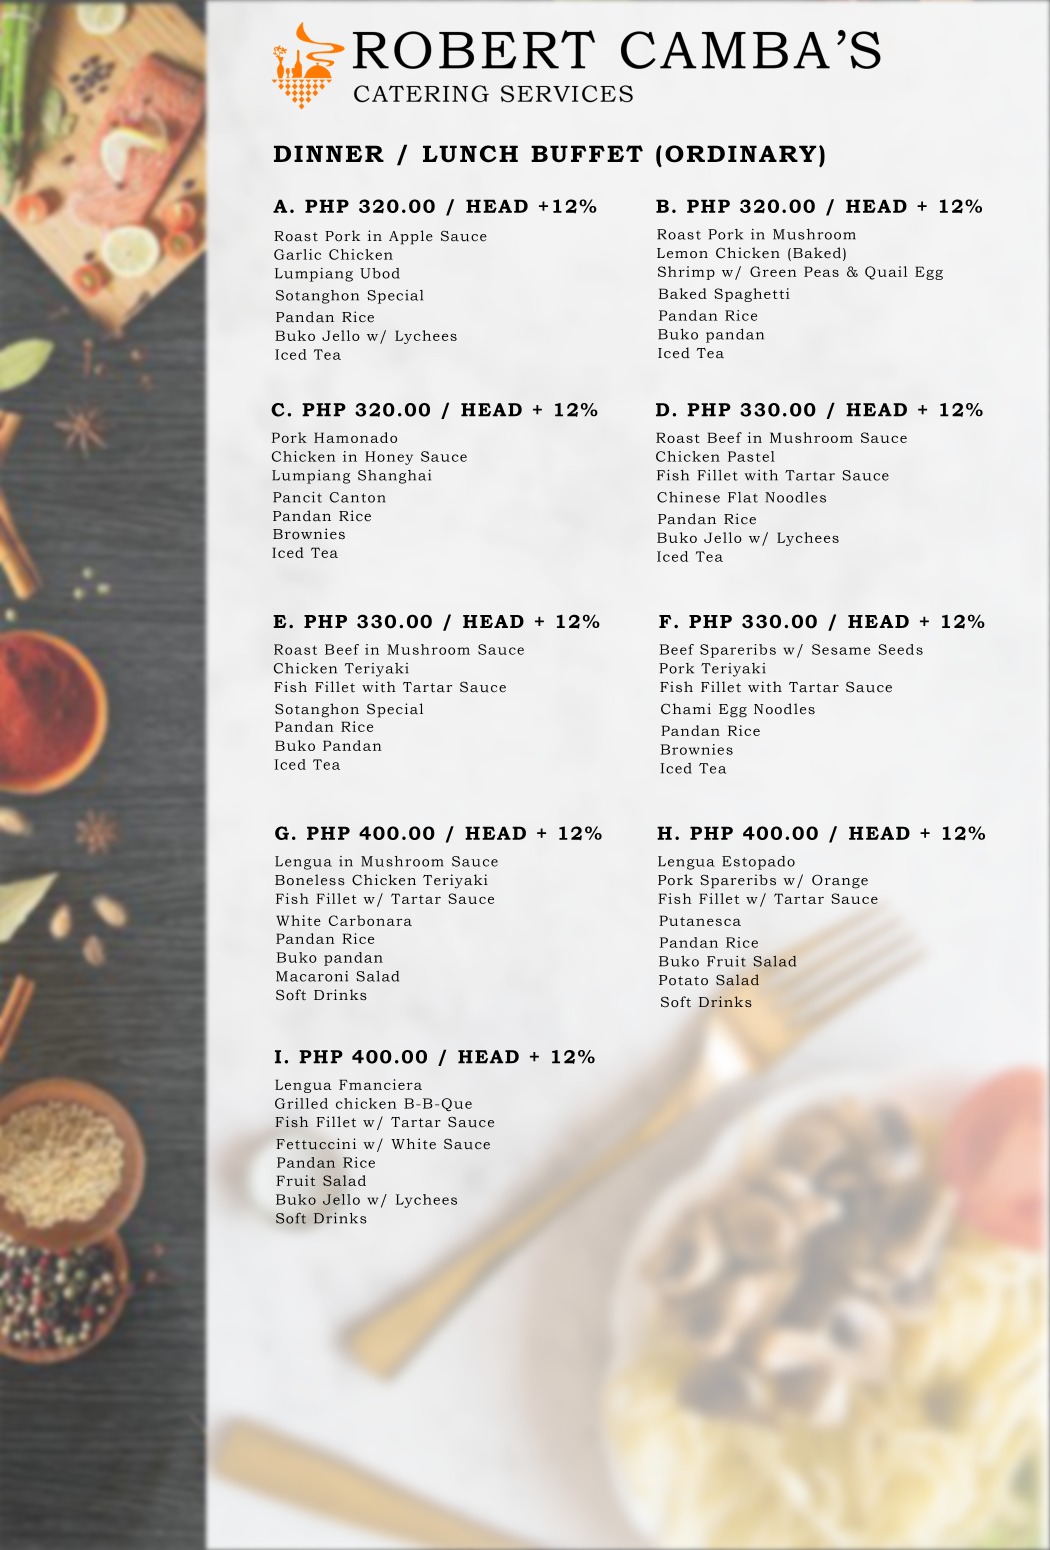 ROBERT CAMBA'S
CATERING SERVICES
DINNER / LUNCH BUFFET (ORDINARY)
A. PHP 320.00 / HEAD +12%
Roast Pork in Apple Sauce
Garlic Chicken
Lumpiang Ubod
Sotanghon Special
Pandan Rice
Buko Jello w/ Lychees
Iced Tea
B. PHP 320.00 / HEAD + 12%
Roast Pork in Mushroom
Lemon Chicken (Baked)
Shrimp w/ Green Peas & Quail Egg
Baked Spaghetti
Pandan Rice
Buko pandan
Iced Tea
C. PHP 320.00 / HEAD + 12%
Pork Hamonado
Chicken in Honey Sauce
Lumpiang Shanghai
Pancit Canton
Pandan Rice
Brownies
Iced Tea
D. PHP 330.00 / HEAD + 12%
Roast Beef in Mushroom Sauce
Chicken Pastel
Fish Fillet with Tartar Sauce
Chinese Flat Noodles
Pandan Rice
Buko Jello w/ Lychees
Iced Tea
E. PHP 330.00 / HEAD + 12%
Roast Beef in Mushroom Sauce
Chicken Teriyaki
Fish Fillet with Tartar Sauce
Sotanghon Special
Pandan Rice
Buko Pandan
Iced Tea
F. PHP 330.00 / HEAD + 12%
Beef Spareribs w/ Sesame Seeds
Pork Teriyaki
Fish Fillet with Tartar Sauce
Chami Egg Noodles
Pandan Rice
Brownies
Iced Tea
G. PHP 400.00 / HEAD + 12%
Lengua in Mushroom Sauce
Boneless Chicken Teriyaki
Fish Fillet w/ Tartar Sauce
White Carbonara
Pandan Rice
Buko pandan
Macaroni Salad
Soft Drinks
H. PHP 400.00 / HEAD + 12%
Lengua Estopado
Pork Spareribs w/ Orange
Fish Fillet w/ Tartar Sauce
Putanesca
Pandan Rice
Buko Fruit Salad
Potato Salad
Soft Drinks
I. PHP 400.00 / HEAD + 12%
Lengua Fmanciera
Grilled chicken B-B-Que
Fish Fillet w/ Tartar Sauce
Fettuccini w/ White Sauce
Pandan Rice
Fruit Salad
Buko Jello w/ Lychees
Soft Drinks